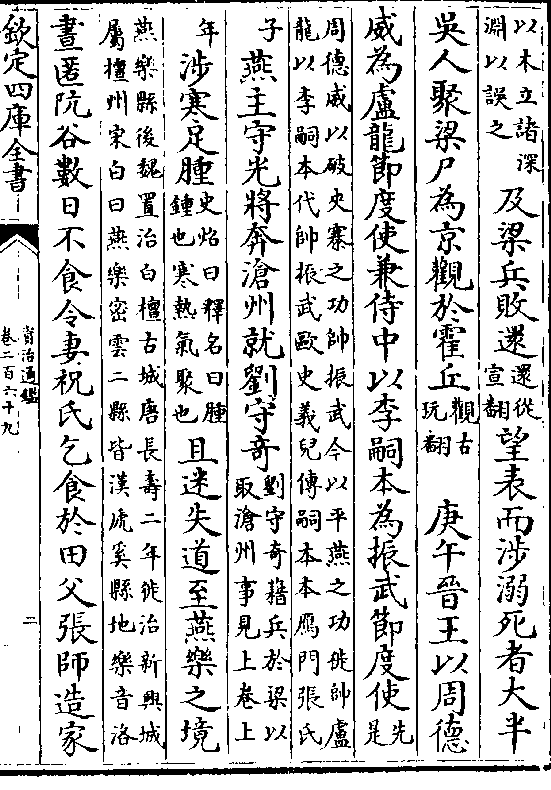 以木立諸深
淵以誤之
及梁兵敗還
還從
宣翻
望表而涉溺死者大半
吳人聚梁尸為京觀於霍丘
觀古
玩翻
庚午晉王以周德
威為盧龍節度使兼侍中以李嗣本為振武節度使
先
是
周德威以破史寨之功帥振武今以平燕之功徙帥盧
龍以李嗣本代帥振武歐史義兒傳嗣本本鴈門張氏
子
燕主守光將奔滄州就劉守奇
劉守奇藉兵於梁以
取滄州事見上卷上
年
涉寒足腫
史炤曰釋名曰腫
鍾也寒熱氣聚也
且迷失道至燕樂之境
燕樂縣後魏置治白檀古城唐長壽二年徙治新興城
屬檀州宋白曰燕樂密雲二縣皆漢虒奚縣地樂音洛
晝匿阬谷數日不食令妻祝氏乞食於田父張師造家
欽定四庫全書
資治通鑑
卷二百六十九
二